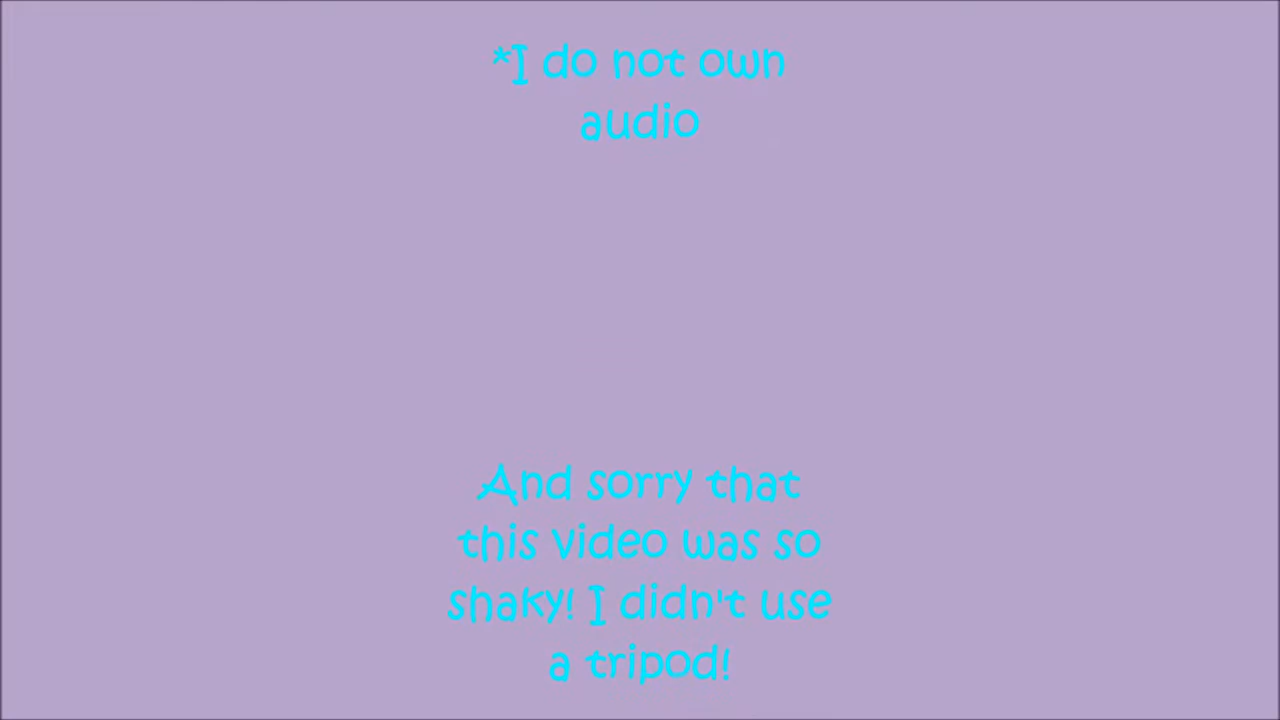 *I do not own
audio
And sorry that
this video was so
shaky! I didn't use
a tripod!